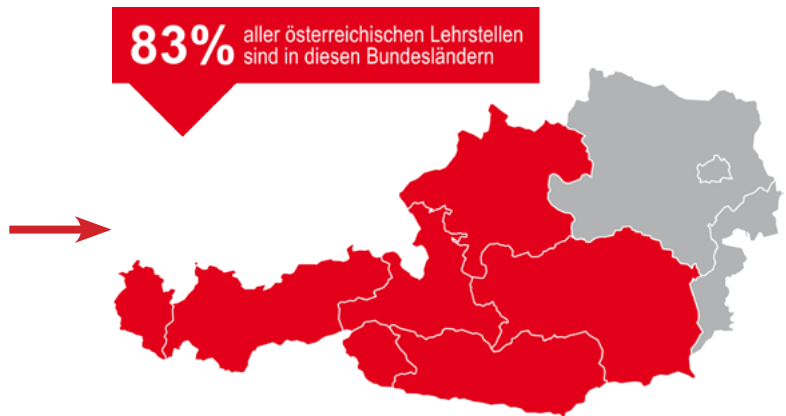 83% aller österreichischen Lehrstellen
sind in diesen Bundesländern